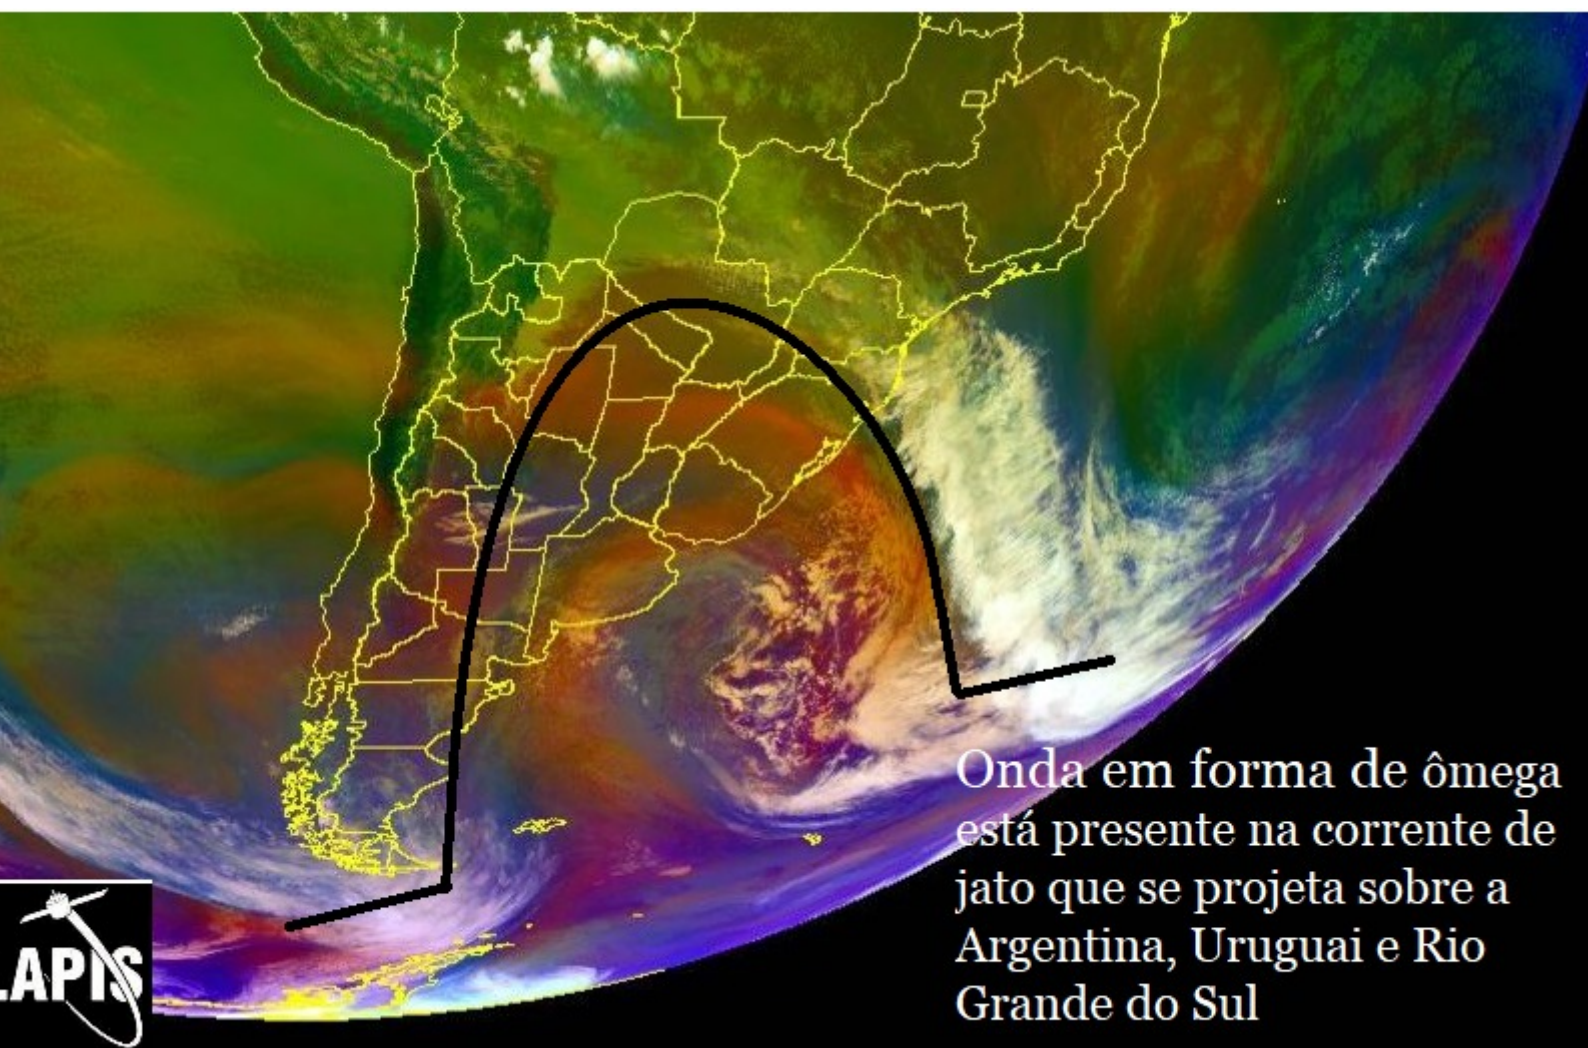 Onda em forma de ômega
está presente na corrente de
jato que se projeta sobre a
Argentina, Uruguai e Rio
Grande do Sul
LAPIS